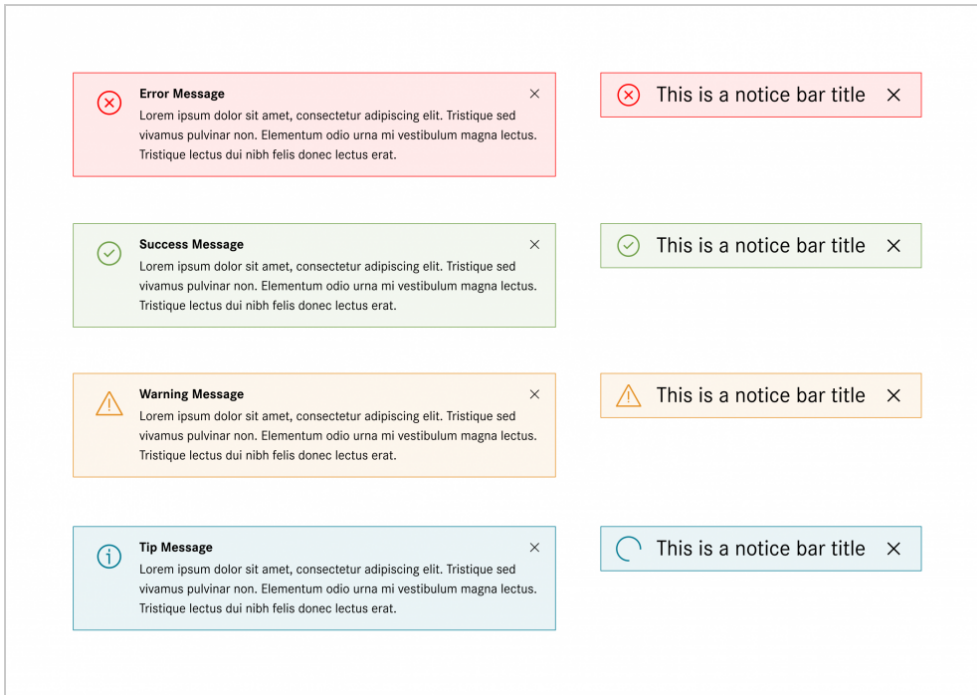 Error Message
Lorem ipsum dolor sit amet, consectetur adipiscing elit. Tristique sed
vivamus pulvinar non. Elementum odio urna mi vestibulum magna lectus.
Tristique lectus dui nibh felis donec lectus erat.
This is a notice bar title
Success Message
Lorem ipsum dolor sit amet, consectetur adipiscing elit. Tristique sed
vivamus pulvinar non. Elementum odio urna mi vestibulum magna lectus.
Tristique lectus dui nibh felis donec lectus erat.
This is a notice bar title
Warning Message
Lorem ipsum dolor sit amet, consectetur adipiscing elit. Tristique sed
vivamus pulvinar non. Elementum odio urna mi vestibulum magna lectus.
Tristique lectus dui nibh felis donec lectus erat.
This is a notice bar title
Tip Message
Lorem ipsum dolor sit amet, consectetur adipiscing elit. Tristique sed
vivamus pulvinar non. Elementum odio urna mi vestibulum magna lectus.
Tristique lectus dui nibh felis donec lectus erat.
This is a notice bar title